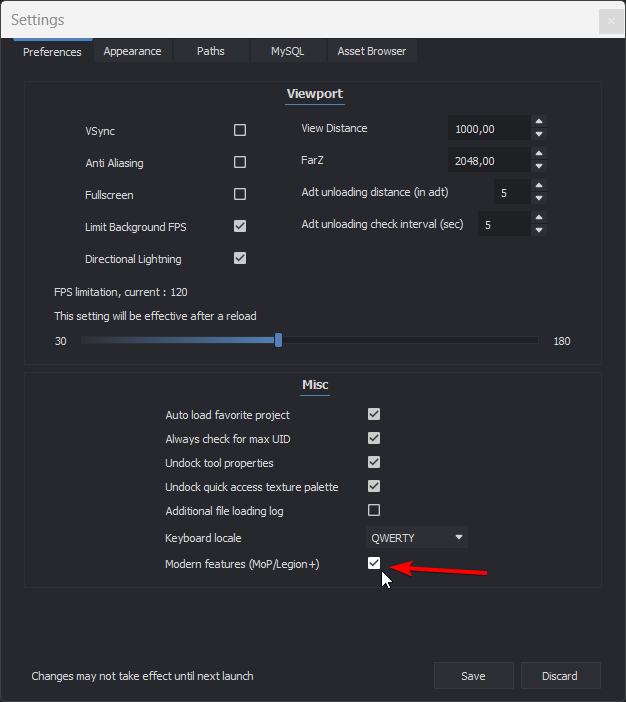 Settings
Preferences Appearance Paths MySQL Asset Browser
Viewport
VSync
Anti Aliasing
Fullscreen
Limit Background FPS
Directional Lightning
View Distance 1000,00
FarZ 2048,00
Adt unloading distance (in adt) 5
Adt unloading check interval (sec) 5
FPS limitation, current : 120
This setting will be effective after a reload
30 180
Misc
Auto load favorite project
Always check for max UID
Undock tool properties
Undock quick access texture palette
Additional file loading log
Keyboard locale QWERTY
Modern features (MoP/Legion+)
Changes may not take effect until next launch
Save Discard